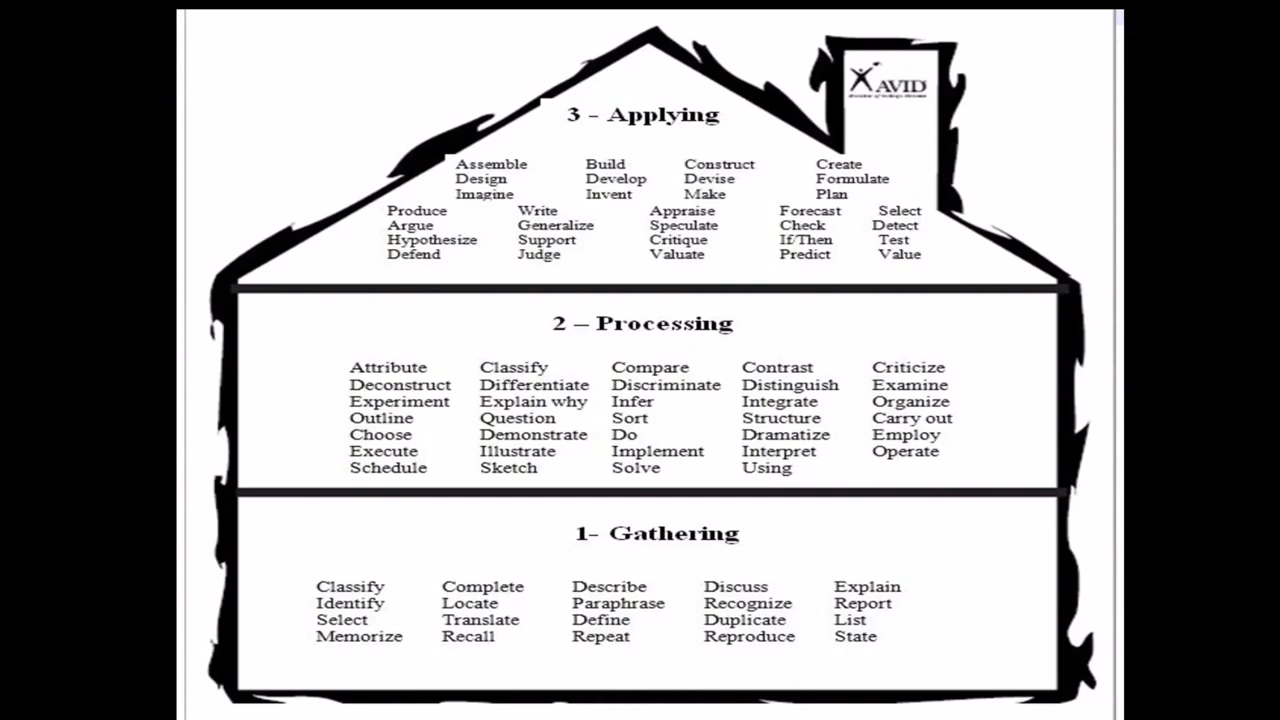 AVID
3 - Applying
Assemble Build Construct Create
Design Develop Devise Formulate
Imagine Invent Make Plan
Produce Write Appraise Forecast Select
Argue Generalize Speculate Check Detect
Hypothesize Support Critique If/Then Test
Defend Judge Valuate Predict Value
2 – Processing
Attribute Classify Compare Contrast Criticize
Deconstruct Differentiate Discriminate Distinguish Examine
Experiment Explain why Infer Integrate Organize
Outline Question Sort Structure Carry out
Choose Demonstrate Do Dramatize Employ
Execute Illustrate Implement Interpret Operate
Schedule Sketch Solve Using
1- Gathering
Classify Complete Describe Discuss Explain
Identify Locate Paraphrase Recognize Report
Select Translate Define Duplicate List
Memorize Recall Repeat Reproduce State